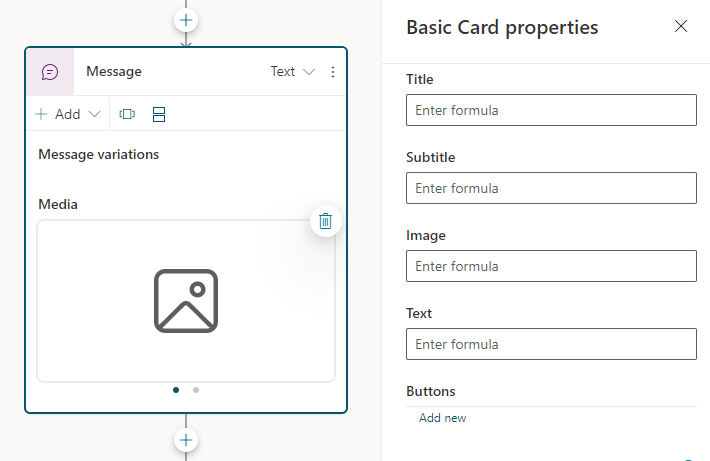 Message
Text
Add
Message variations
Media
Basic Card properties
Title
Enter formula
Subtitle
Enter formula
Image
Enter formula
Text
Enter formula
Buttons
Add new